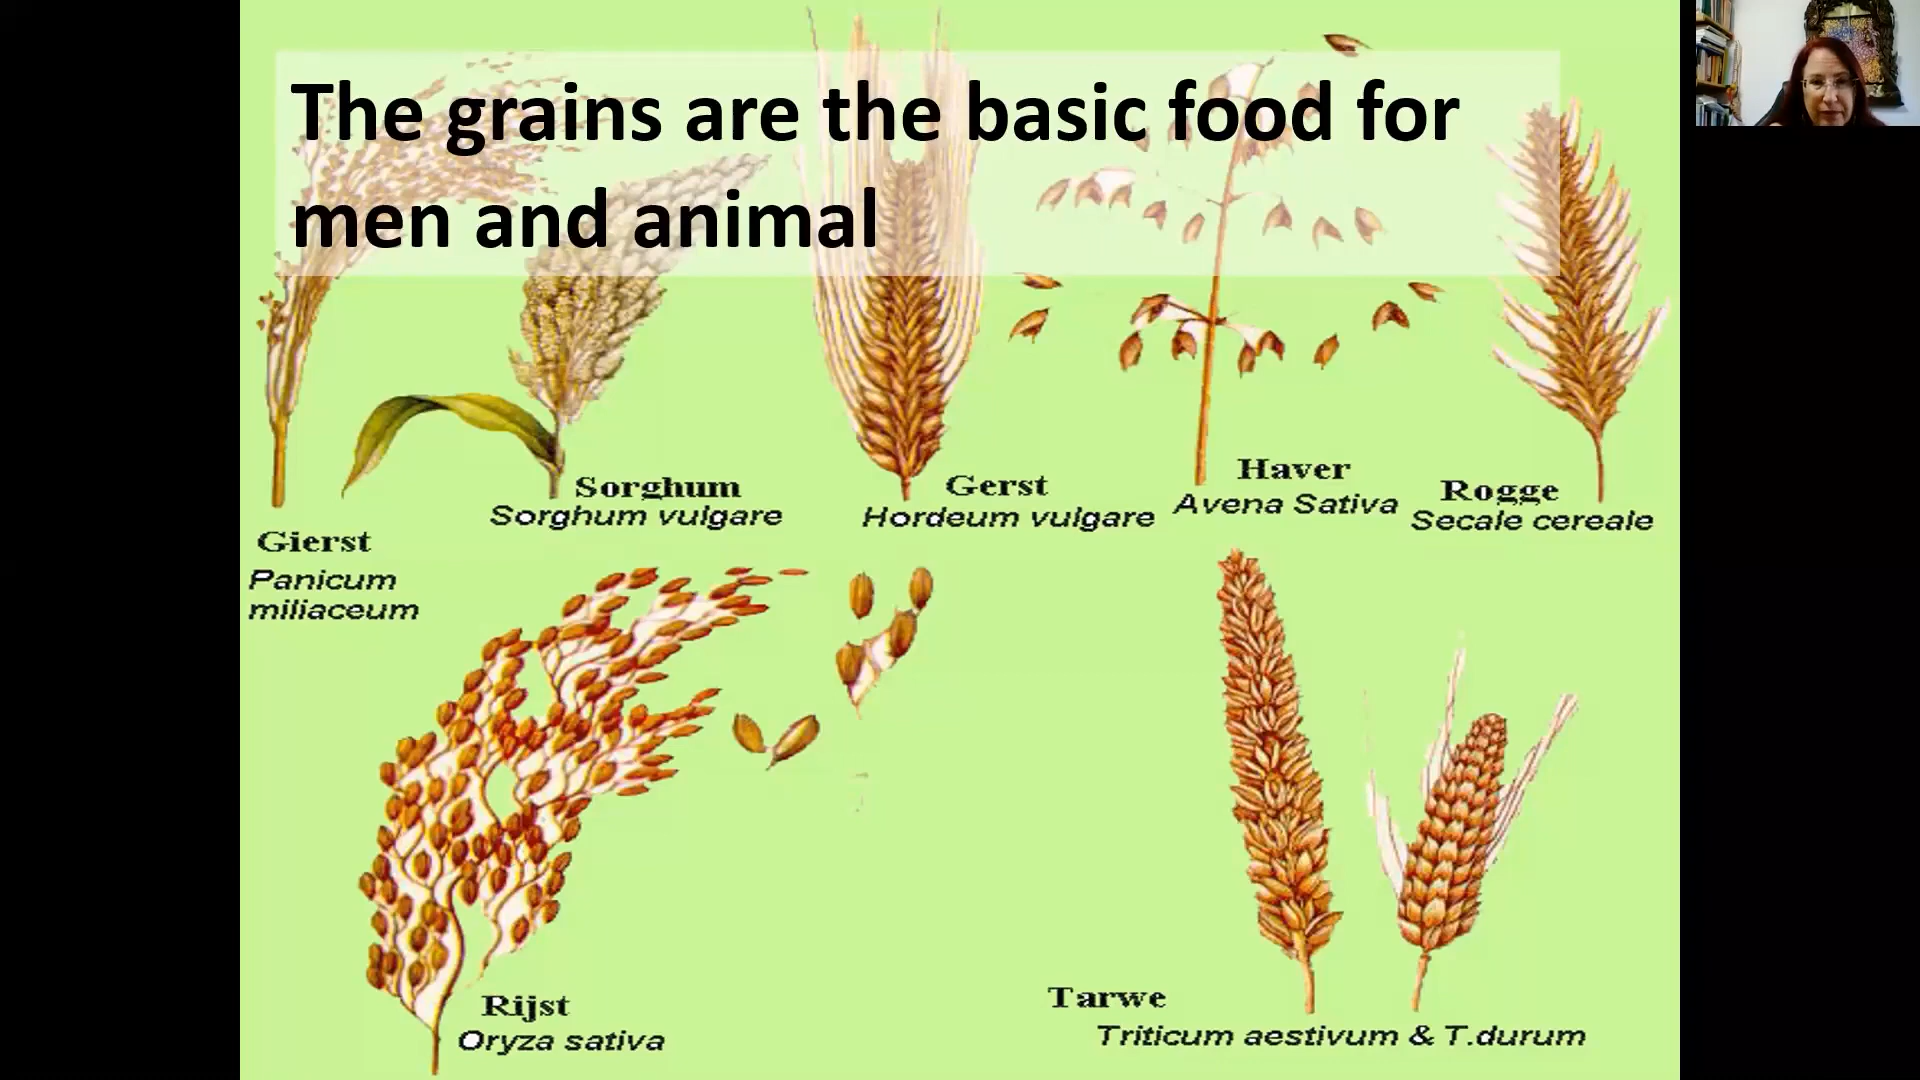 The grains are the basic food for
men and animal
Gierst
Panicum
miliaceum
Sorghum
Sorghum vulgare
Gerst
Hordeum vulgare
Haver
Avena Sativa
Rogge
Secale cereale
Rijst
Oryza sativa
Tarwe
Triticum aestivum & T.durum